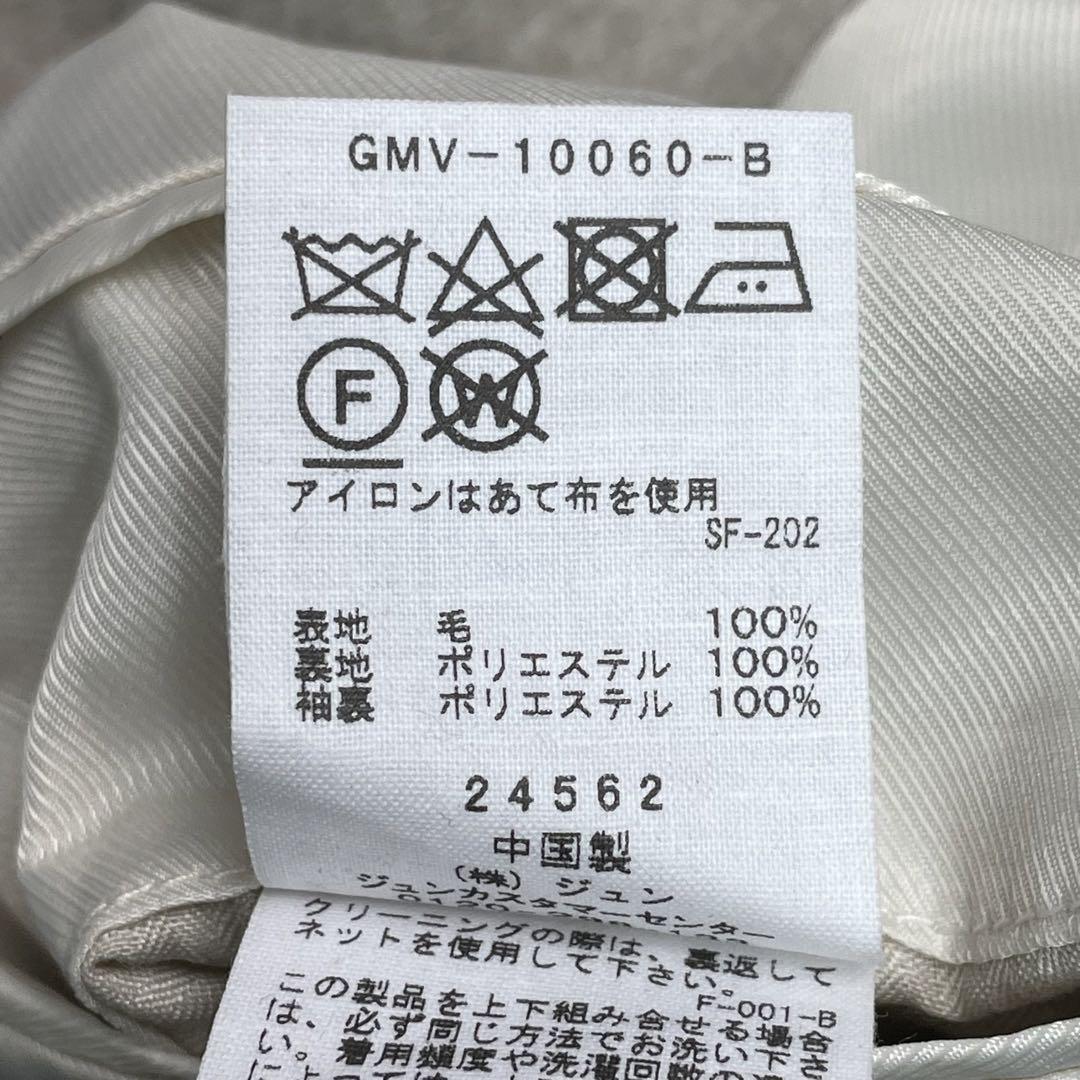 GMV-10060-B
F W
アイロンはあて布を使用
SF-202
表地 毛 100%
裏地 ポリエステル 100%
袖裏 ポリエステル 100%
24562
中国製
(株) ジュン
ジュンカスタマーセンター
クリーニングの際は、裏返して
ネットを使用して下さい。
F-001-B
この製品を上下組み合せる場合
は、必ず同じ方法でお洗い下さ
い。着用頻度や洗濯回数の